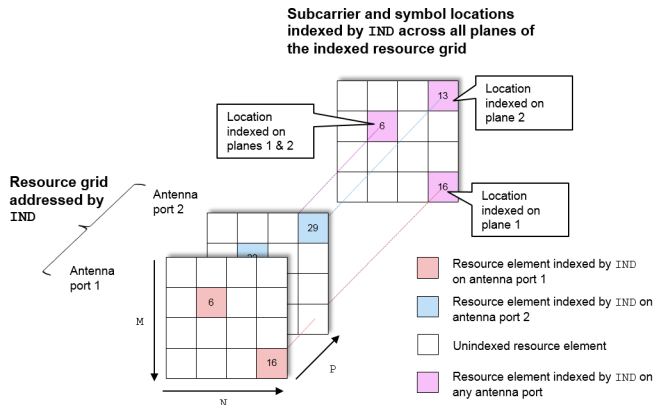 Subcarrier and symbol locations
indexed by IND across all planes of
the indexed resource grid
13
Location
indexed on
plane 2
Location
indexed on
planes 1 & 2
6
16
Location
indexed on
plane 1
Resource grid
addressed by
IND
Antenna
port 2
Antenna
port 1
29
6
16
M
N
P
Resource element indexed by IND
on antenna port 1
Resource element indexed by IND on
antenna port 2
Unindexed resource element
Resource element indexed by IND on
any antenna port